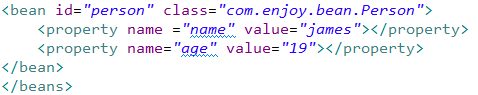 <bean id="person" class="com.enjoy.bean.Person">
    <property name ="name" value="james"></property>
    <property name="age" value="19"></property>
</bean>
</beans>